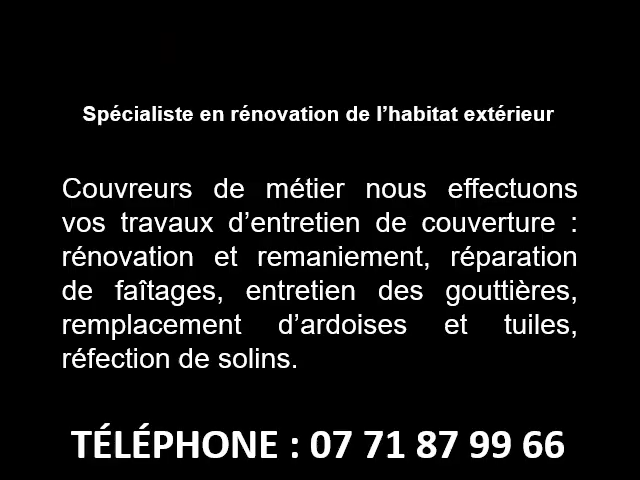 Spécialiste en rénovation de l’habitat extérieur
Couvreurs de métier nous effectuons
vos travaux d’entretien de couverture :
rénovation et remaniement, réparation
de faîtages, entretien des gouttières,
remplacement d’ardoises et tuiles,
réfection de solins.
TÉLÉPHONE : 07 71 87 99 66